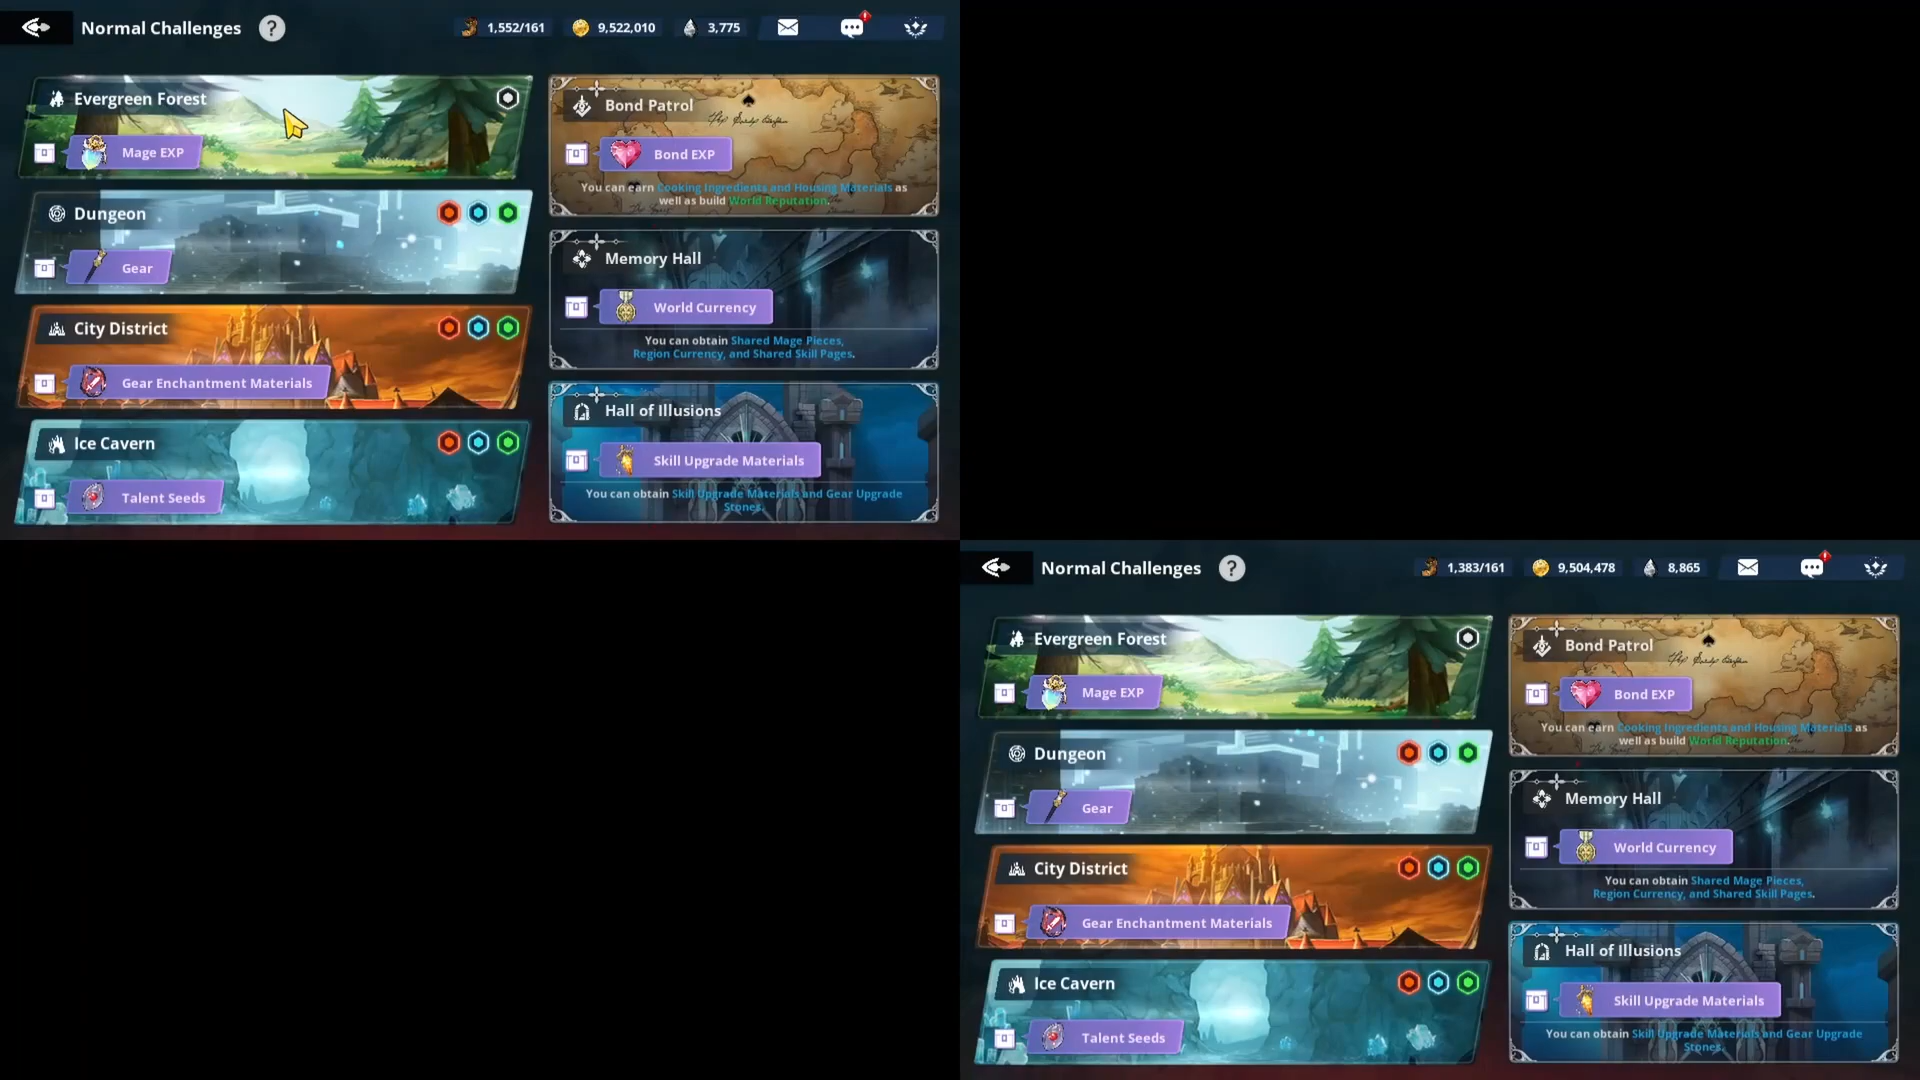 Normal Challenges
?
1,552/161
9,522,010
3,775
Evergreen Forest
Mage EXP
Dungeon
Gear
City District
Gear Enchantment Materials
Ice Cavern
Talent Seeds
Bond Patrol
Bond EXP
You can earn Cooking Ingredients and Housing Materials as
well as build World Reputation.
Memory Hall
World Currency
You can obtain Shared Mage Pieces,
Region Currency, and Shared Skill Pages.
Hall of Illusions
Skill Upgrade Materials
You can obtain Skill Upgrade Materials and Gear Upgrade
Stones.
Normal Challenges
?
1,383/161
9,504,478
8,865
Evergreen Forest
Mage EXP
Dungeon
Gear
City District
Gear Enchantment Materials
Ice Cavern
Talent Seeds
Bond Patrol
Bond EXP
You can earn Cooking Ingredients and Housing Materials as
well as build World Reputation.
Memory Hall
World Currency
You can obtain Shared Mage Pieces,
Region Currency, and Shared Skill Pages.
Hall of Illusions
Skill Upgrade Materials
You can obtain Skill Upgrade Materials and Gear Upgrade
Stones.